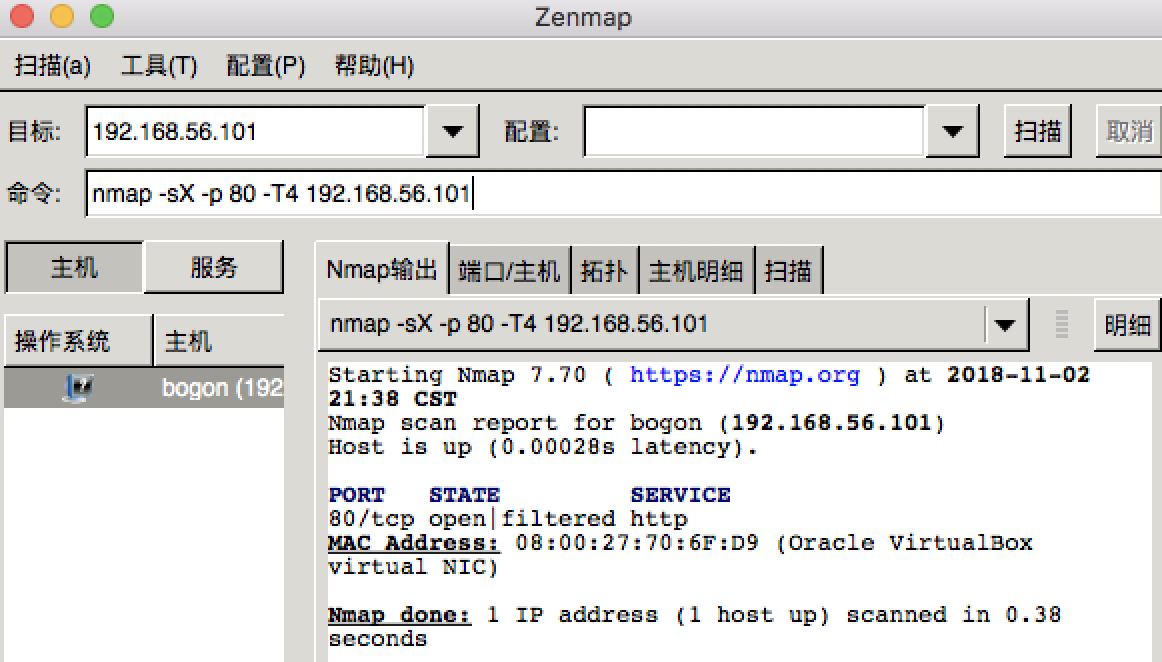 Zenmap
扫描(a) 工具(T) 配置(P) 帮助(H)
目标: 192.168.56.101 配置: 扫描 取消
命令: nmap -sX -p 80 -T4 192.168.56.101
主机 服务
Nmap输出 端口/主机 拓扑 主机明细 扫描
nmap -sX -p 80 -T4 192.168.56.101 明细
操作系统 主机
bogon (192
Starting Nmap 7.70 ( https://nmap.org ) at 2018-11-02
21:38 CST
Nmap scan report for bogon (192.168.56.101)
Host is up (0.00028s latency).
PORT STATE SERVICE
80/tcp open|filtered http
MAC Address: 08:00:27:70:6F:D9 (Oracle VirtualBox
virtual NIC)
Nmap done: 1 IP address (1 host up) scanned in 0.38
seconds